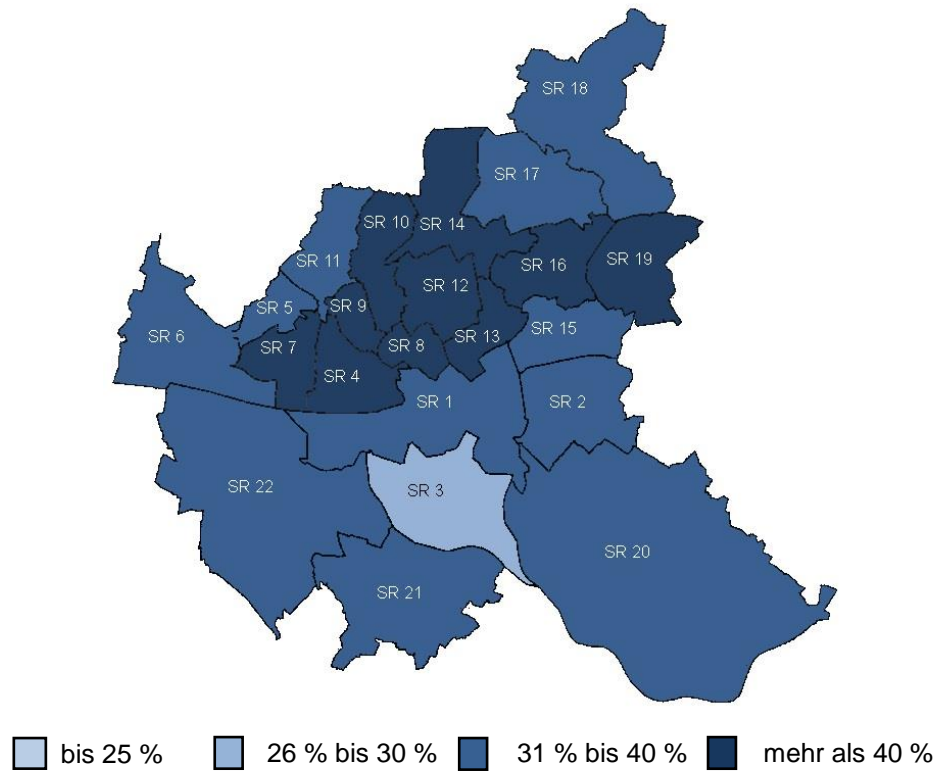 SR 18
SR 17
SR 10
SR 14
SR 11
SR 16
SR 19
SR 12
SR 5
SR 9
SR 6
SR 15
SR 13
SR 7
SR 8
SR 4
SR 1
SR 2
SR 22
SR 3
SR 20
SR 21
bis 25 % 26 % bis 30 % 31 % bis 40 % mehr als 40 %